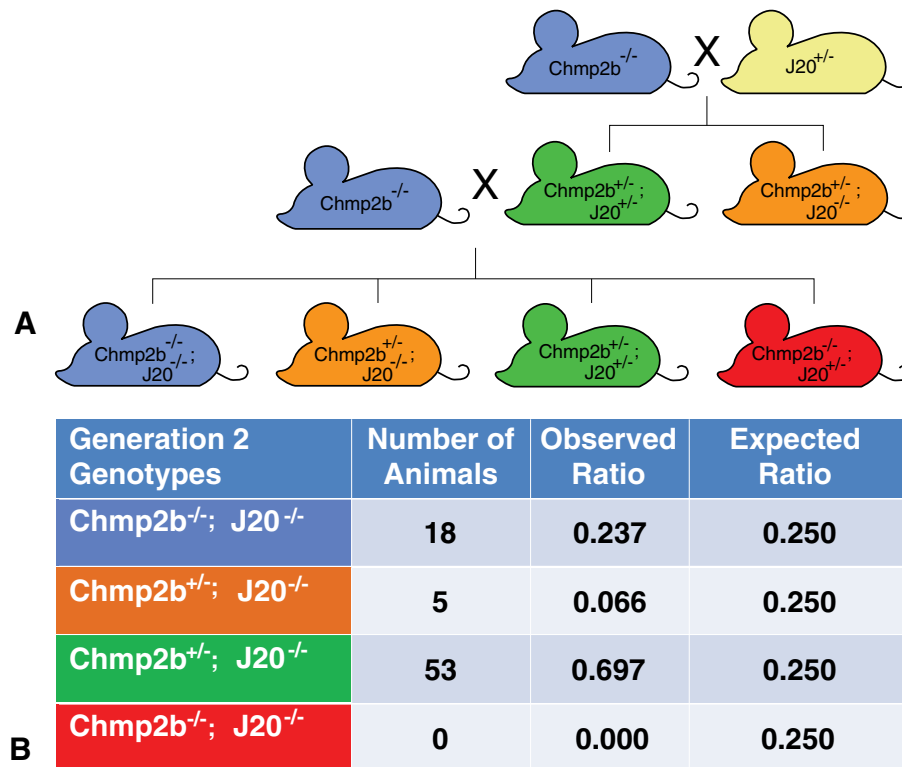 Chmp2b-/- X J20+/-
Chmp2b-/- X Chmp2b+/-; J20+/- Chmp2b+/-; J20-/-
A
Chmp2b-/-; J20-/- Chmp2b+/-; J20-/- Chmp2b+/-; J20+/- Chmp2b-/-; J20+/-
Generation 2 Genotypes Number of Animals Observed Ratio Expected Ratio
Chmp2b-/-; J20-/- 18 0.237 0.250
Chmp2b+/-; J20-/- 5 0.066 0.250
Chmp2b+/-; J20-/- 53 0.697 0.250
Chmp2b-/-; J20-/- 0 0.000 0.250
B